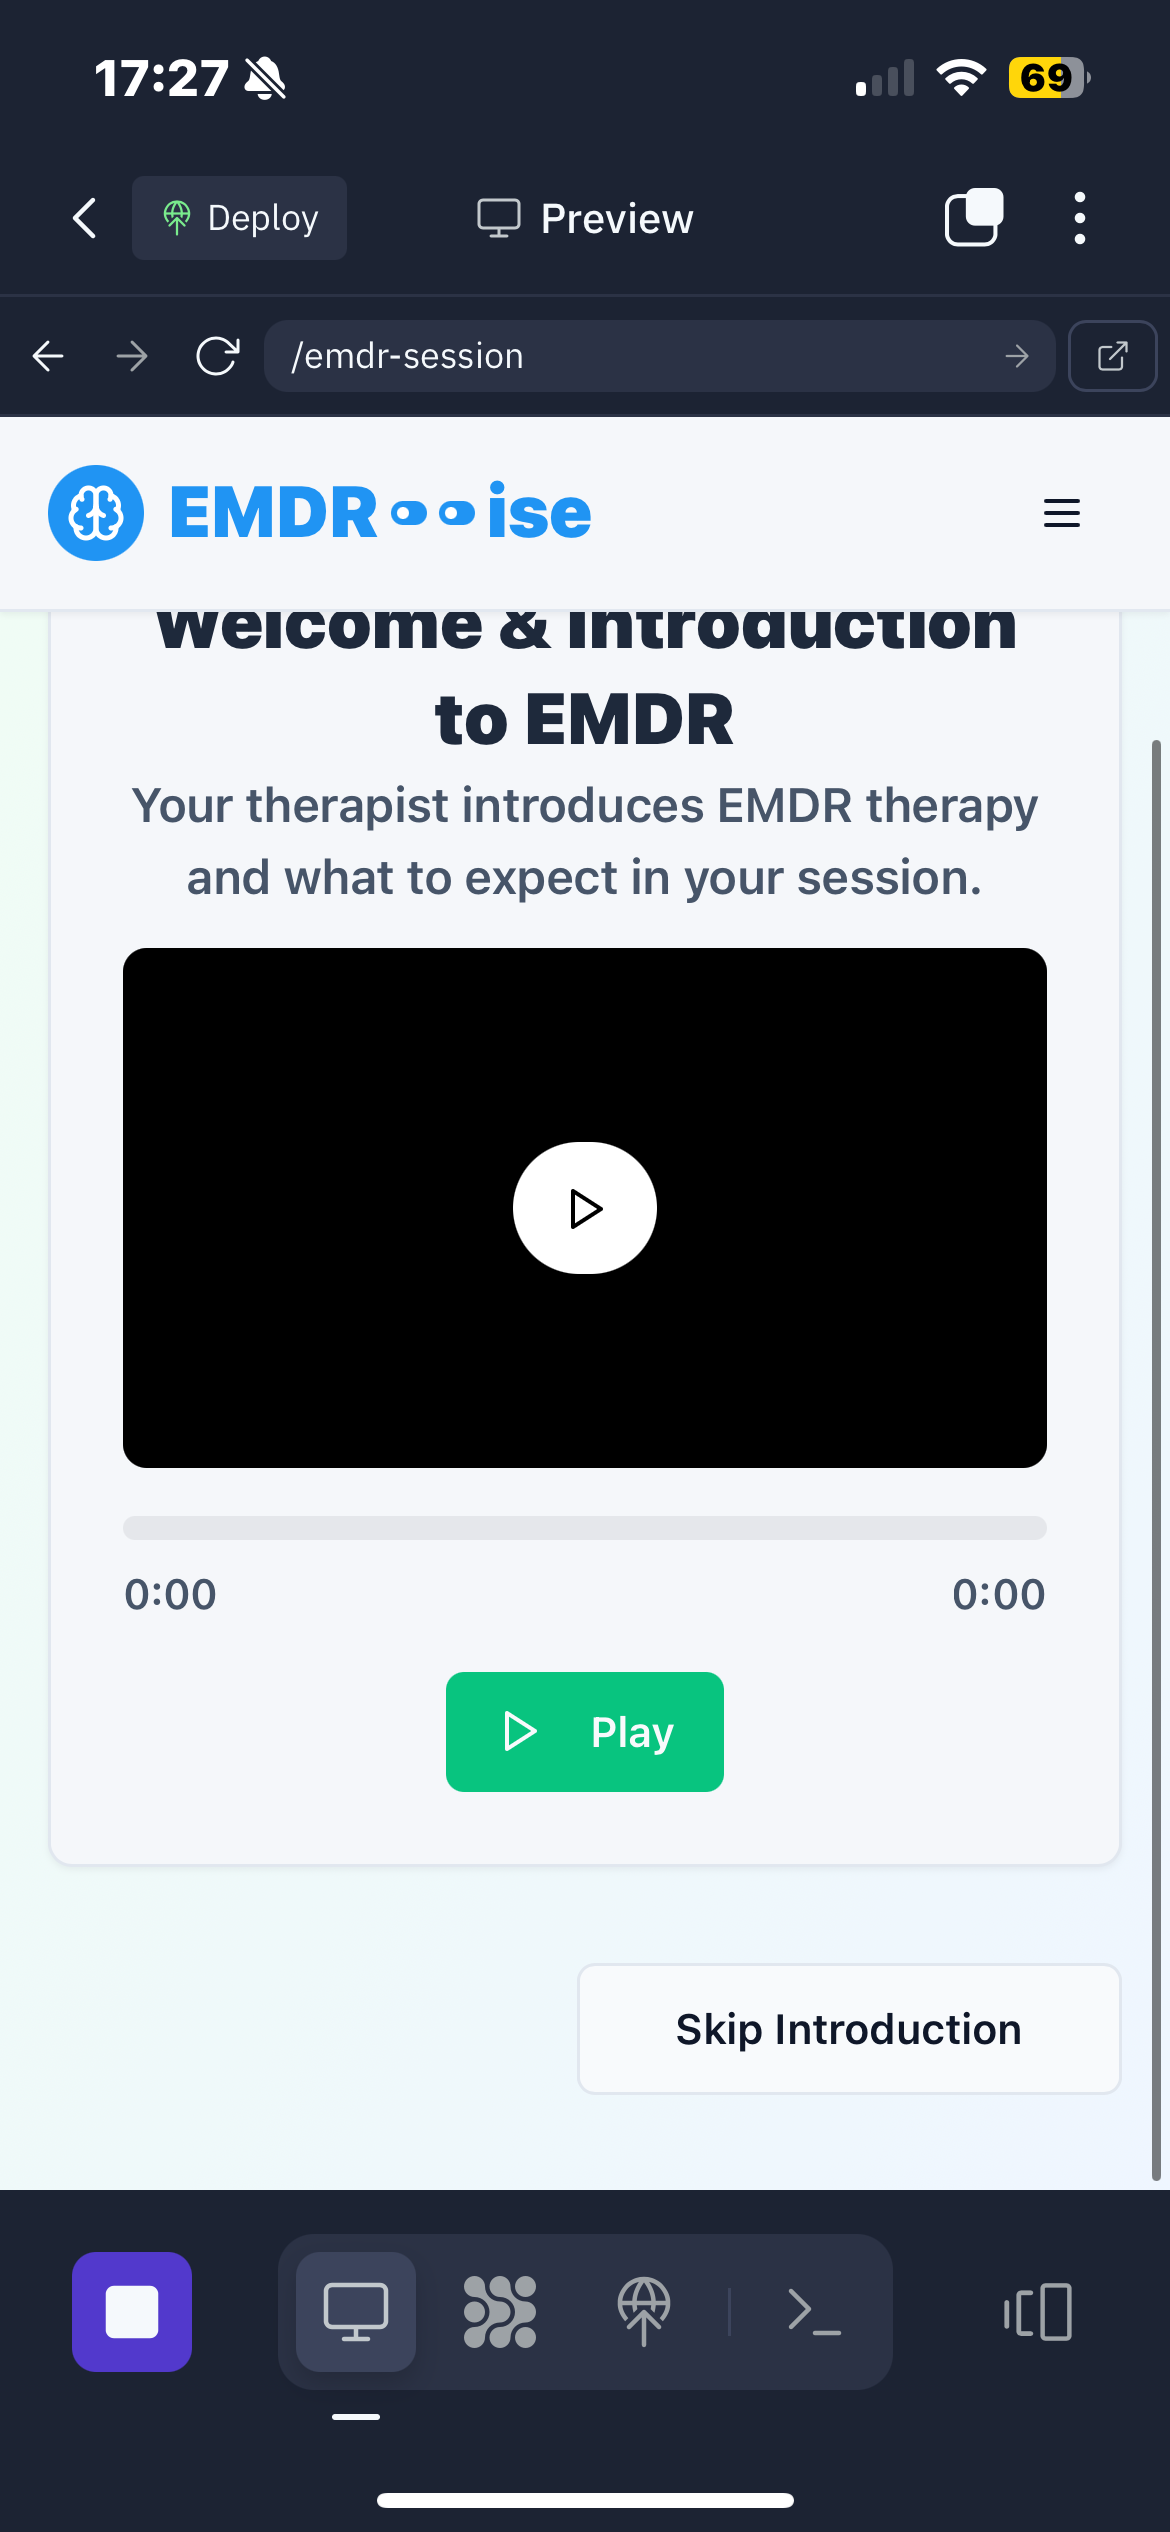 17:27
69
Deploy
Preview
/emdr-session
EMDR ise
Welcome & Introduction
to EMDR
Your therapist introduces EMDR therapy
and what to expect in your session.
0:00
0:00
Play
Skip Introduction